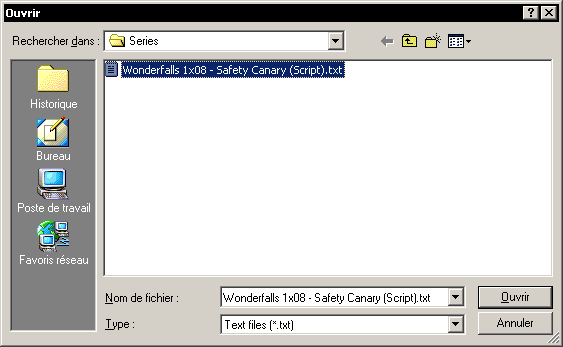 Ouvrir
Rechercher dans :
Series
Wonderfalls 1x08 - Safety Canary (Script).txt
Historique
Bureau
Poste de travail
Favoris réseau
Nom de fichier :
Wonderfalls 1x08 - Safety Canary (Script).txt
Ouvrir
Type :
Text files (*.txt)
Annuler